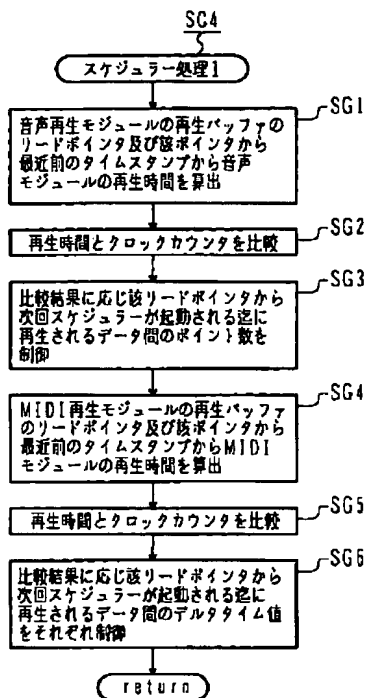 SC4
スケジューラー処理1
SG1
音声再生モジュールの再生バッファの
リードポインタ及び該ポインタから
最近前のタイムスタンプから音声
モジュールの再生時間を算出
SG2
再生時間とクロックカウンタを比較
SG3
比較結果に応じ該リードポインタから
次回スケジューラーが起動される迄に
再生されるデータ間のポイント数を
制御
SG4
MIDI再生モジュールの再生バッファ
のリードポインタ及び該ポインタから
最近前のタイムスタンプからMIDI
モジュールの再生時間を算出
SG5
再生時間とクロックカウンタを比較
SG6
比較結果に応じ該リードポインタから
次回スケジューラーが起動される迄に
再生されるデータ間のデルタタイム値
をそれぞれ制御
return